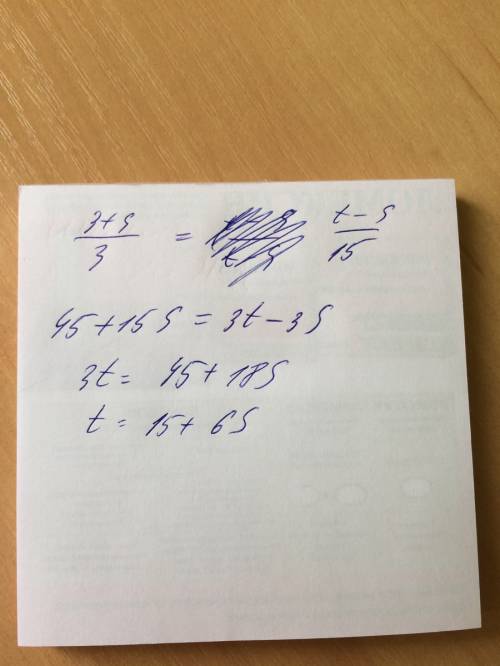 3+S/3 = t-S/15
45+15S=3t-3S
3t= 45+18S
t= 15+6S